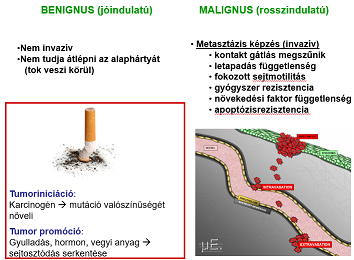 BENIGNUS (jóindulatú)
•Nem invazív
•Nem tudja átlépni az alaphártyát
(tok veszi körül)
Tumoriniciáció:
Karcinogén → mutáció valószínűségét
növeli
Tumor promóció:
Gyulladás, hormon, vegyi anyag →
sejtosztódás serkentése
MALIGNUS (rosszindulatú)
• Metasztázis képzés (invazív)
• kontakt gátlás megszűnik
• letapadás függetlenség
• fokozott sejtmotilitás
• gyógyszer rezisztencia
• növekedési faktor függetlenség
• apoptózisrezisztencia
INTRAVASATION
EXTRAVASATION
µE.